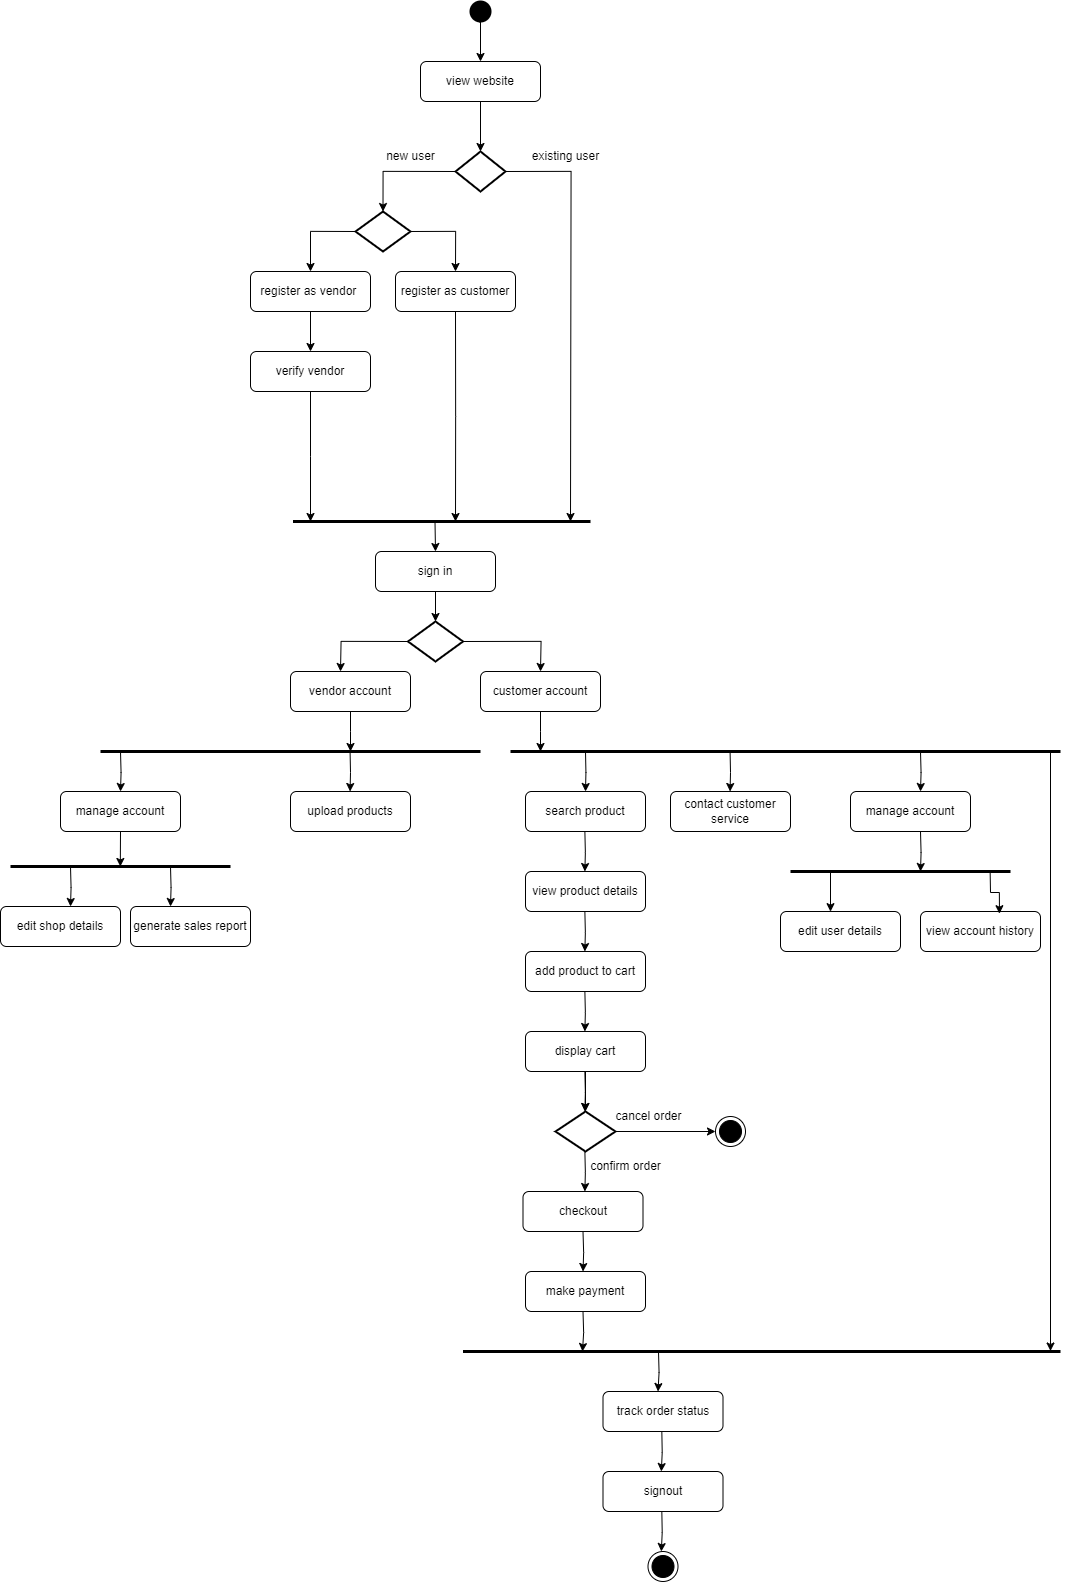 view website
new user
existing user
register as vendor
register as customer
verify vendor
sign in
vendor account
customer account
manage account
upload products
search product
contact customer
service
manage account
view product details
edit shop details
generate sales report
edit user details
view account history
add product to cart
display cart
cancel order
confirm order
checkout
make payment
track order status
signout